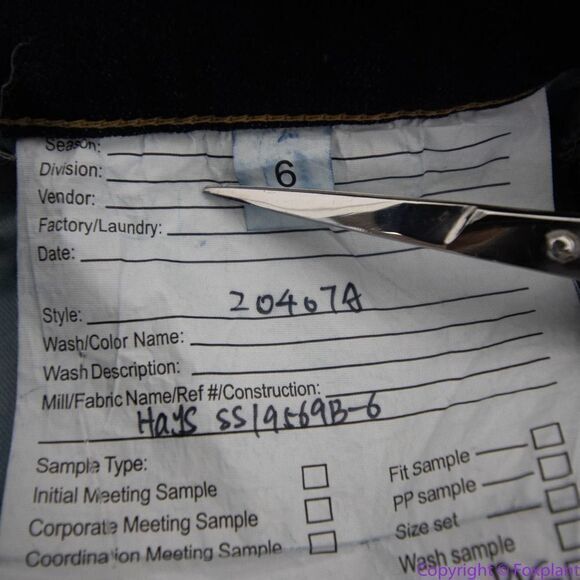 Season:
Division:
6
Vendor:
Factory/Laundry:
Date:
Style: 20467A
Wash/Color Name:
Wash Description:
Mill/Fabric Name/Ref #/Construction:
Hays SS19569B-6
Sample Type:
Initial Meeting Sample
Corporate Meeting Sample
Coordination Meeting Sample
Fit Sample
PP sample
Size set
Wash sample
Copyright © Foxplant